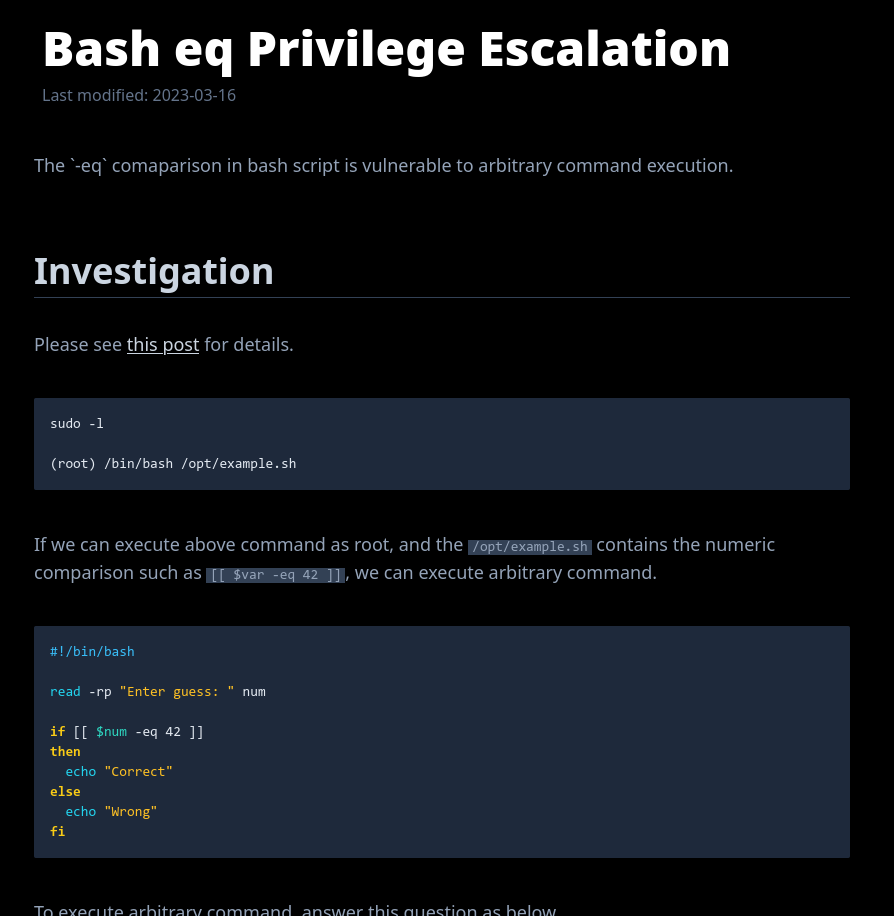 Bash eq Privilege Escalation
Last modified: 2023-03-16
The `-eq` comaparison in bash script is vulnerable to arbitrary command execution.
Investigation
Please see this post for details.
sudo -l
(root) /bin/bash /opt/example.sh
If we can execute above command as root, and the /opt/example.sh contains the numeric
comparison such as [[ $var -eq 42 ]], we can execute arbitrary command.
#!/bin/bash
read -rp "Enter guess: " num
if [[ $num -eq 42 ]]
then
  echo "Correct"
else
  echo "Wrong"
fi
To execute arbitrary command, answer this question as below.